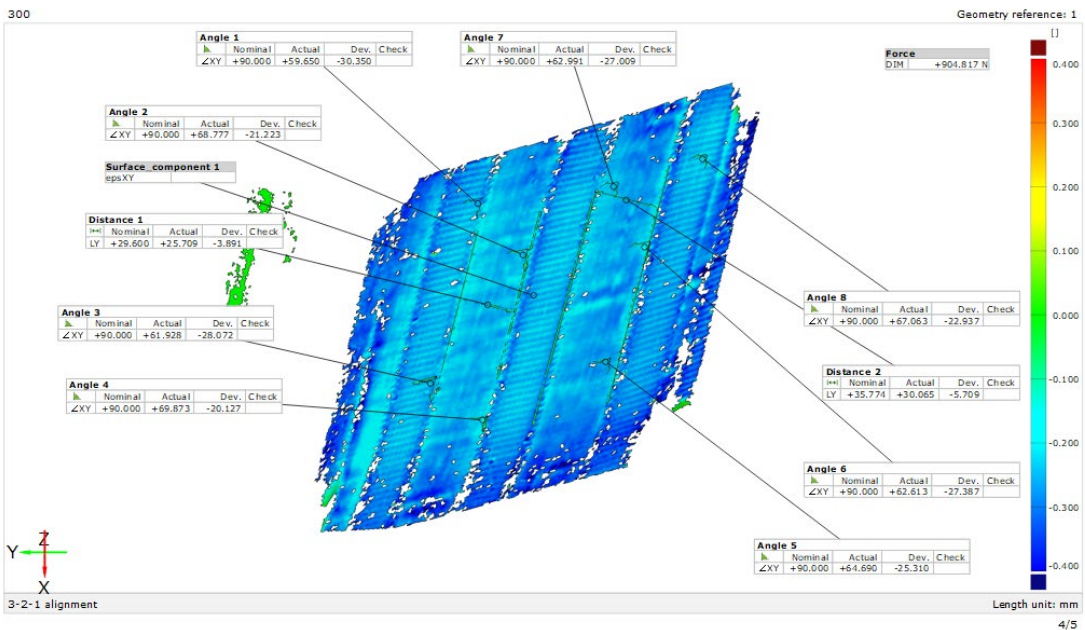 300
Geometry reference: 1
Angle 1
Nominal Actual Dev. Check
∠XY +90.000 +59.650 -30.350
Angle 7
Nominal Actual Dev. Check
∠XY +90.000 +62.991 -27.009
Force
DIM +904.817 N
[]
0.400
0.300
0.200
0.100
0.000
-0.100
-0.200
-0.300
-0.400
Angle 2
Nominal Actual Dev. Check
∠XY +90.000 +68.777 -21.223
Surface_component 1
epsXY
Distance 1
Nominal Actual Dev. Check
LY +29.600 +25.709 -3.891
Angle 3
Nominal Actual Dev. Check
∠XY +90.000 +61.928 -28.072
Angle 4
Nominal Actual Dev. Check
∠XY +90.000 +69.873 -20.127
Angle 8
Nominal Actual Dev. Check
∠XY +90.000 +67.063 -22.937
Distance 2
Nominal Actual Dev. Check
LY +35.774 +30.065 -5.709
Angle 6
Nominal Actual Dev. Check
∠XY +90.000 +62.613 -27.387
Angle 5
Nominal Actual Dev. Check
∠XY +90.000 +64.690 -25.310
Z
Y
X
3-2-1 alignment
Length unit: mm
4/5